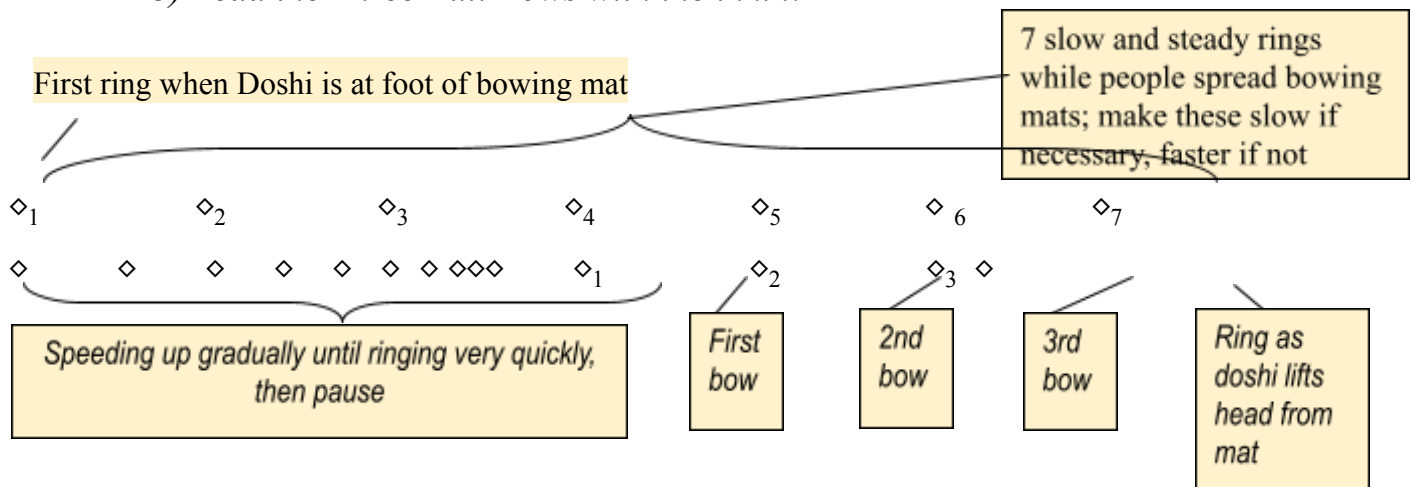 7 slow and steady rings
while people spread bowing
mats; make these slow if
necessary, faster if not
First ring when Doshi is at foot of bowing mat
◇1 ◇2 ◇3 ◇4 ◇5 ◇ 6 ◇7
◇ ◇ ◇ ◇ ◇ ◇ ◇ ◇◇◇ ◇1 ◇2 ◇3 ◇
Speeding up gradually until ringing very quickly,
then pause
First
bow
2nd
bow
3rd
bow
Ring as
doshi lifts
head from
mat